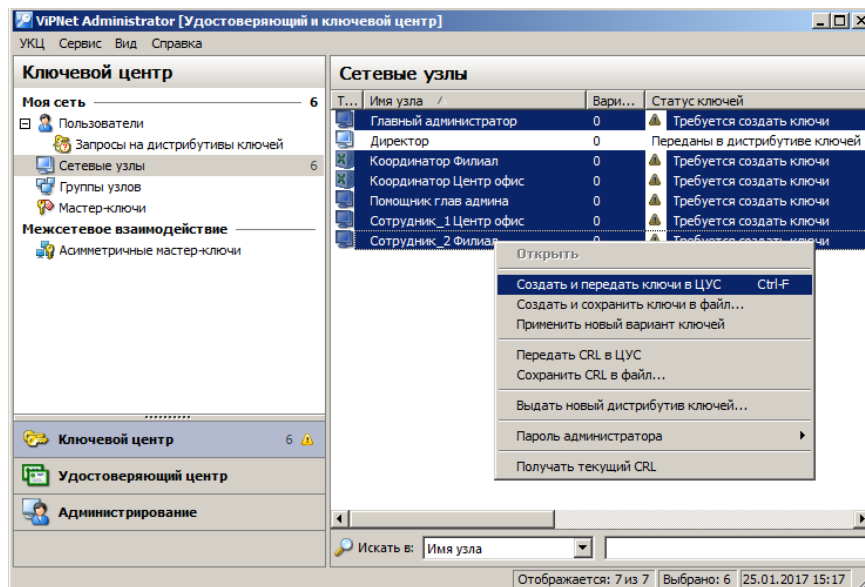 ViPNet Administrator [Удостоверяющий и ключевой центр]
УКЦ Сервис Вид Справка
Ключевой центр
Моя сеть 6
Пользователи
Запросы на дистрибутивы ключей
Сетевые узлы 6
Группы узлов
Мастер-ключи
Межсетевое взаимодействие
Асимметричные мастер-ключи
Ключевой центр 6
Удостоверяющий центр
Администрирование
Сетевые узлы
Т... Имя узла Вари... Статус ключей
Главный администратор 0 Требуется создать ключи
Директор 0 Переданы в дистрибутиве ключей
Координатор Филиал 0 Требуется создать ключи
Координатор Центр офис 0 Требуется создать ключи
Помощник глав админа 0 Требуется создать ключи
Сотрудник_1 Центр офис 0 Требуется создать ключи
Сотрудник_2 Филиал 0 Требуется создать ключи
Открыть
Создать и передать ключи в ЦУС Ctrl-F
Создать и сохранить ключи в файл...
Применить новый вариант ключей
Передать CRL в ЦУС
Сохранить CRL в файл...
Выдать новый дистрибутив ключей...
Пароль администратора
Получать текущий CRL
Искать в: Имя узла
Отображается: 7 из 7 Выбрано: 6 25.01.2017 15:17